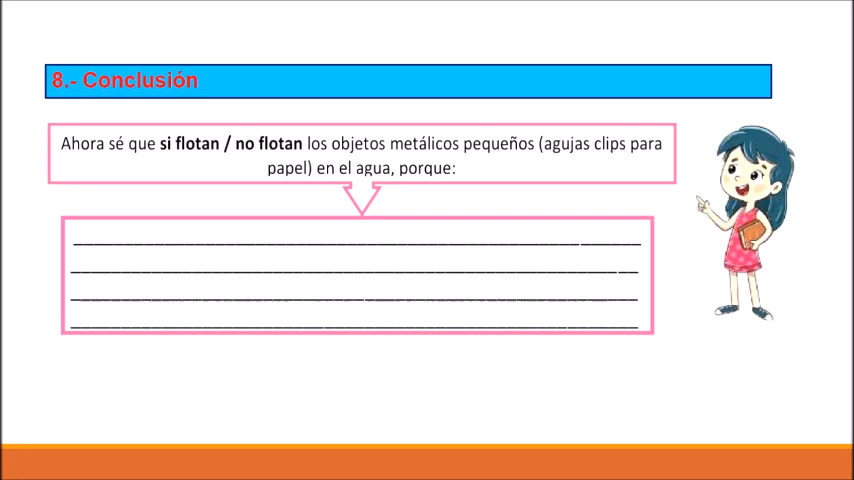 8.- Conclusión
Ahora sé que si flotan / no flotan los objetos metálicos pequeños (agujas clips para
papel) en el agua, porque: